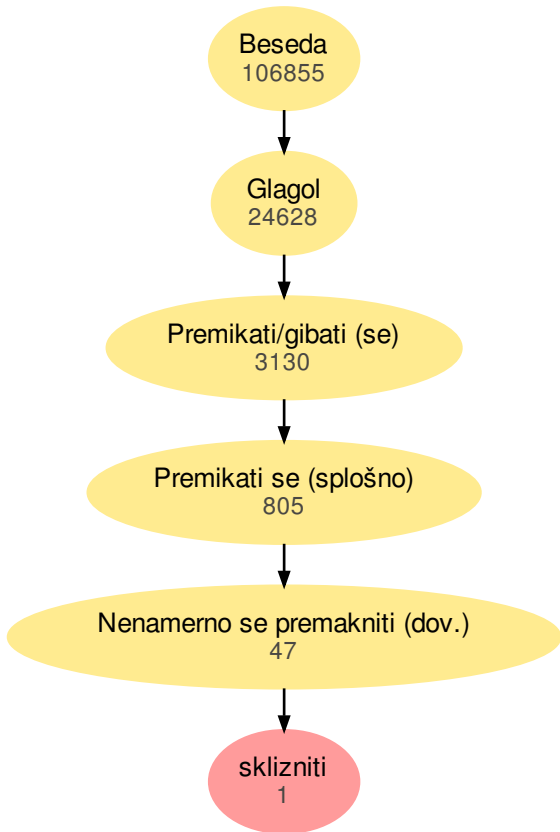 Beseda
106855
Glagol
24628
Premikati/gibati (se)
3130
Premikati se (splošno)
805
Nenamerno se premakniti (dov.)
47
sklizniti
1